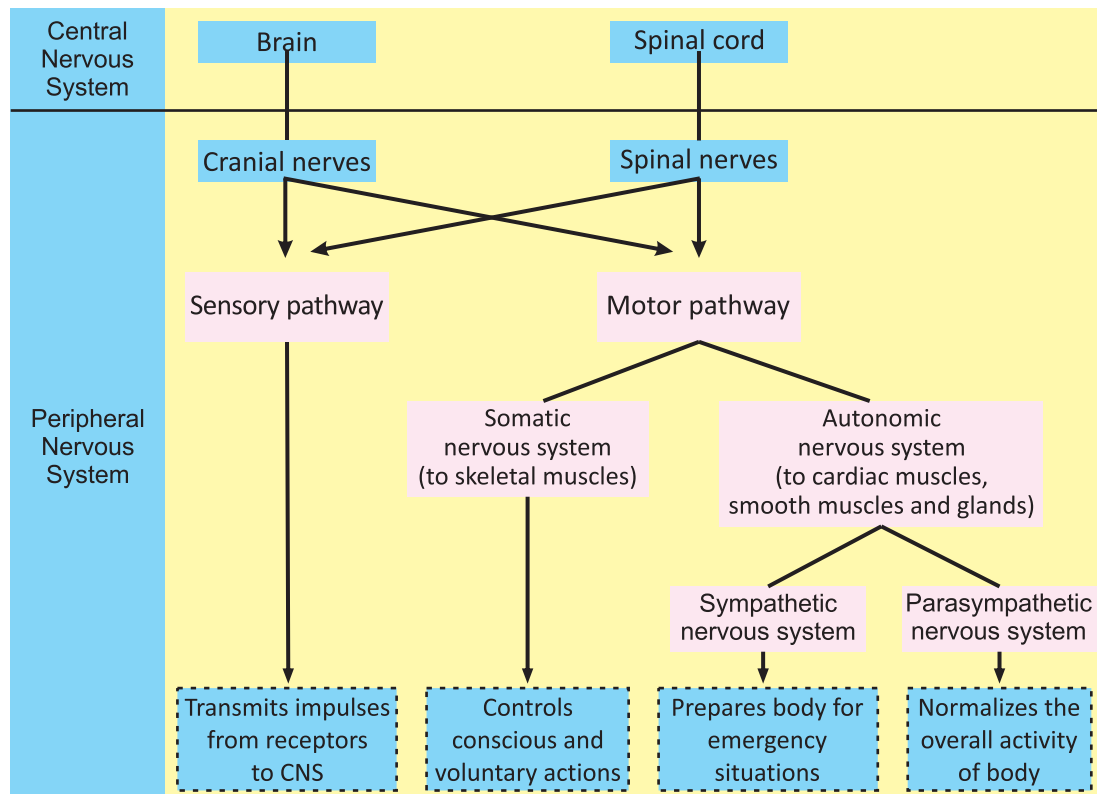 Central
Nervous
System
Brain
Spinal cord
Cranial nerves
Spinal nerves
Sensory pathway
Motor pathway
Peripheral
Nervous
System
Somatic
nervous system
(to skeletal muscles)
Autonomic
nervous system
(to cardiac muscles,
smooth muscles and glands)
Sympathetic
nervous system
Parasympathetic
nervous system
Transmits impulses
from receptors
to CNS
Controls
conscious and
voluntary actions
Prepares body for
emergency
situations
Normalizes the
overall activity
of body